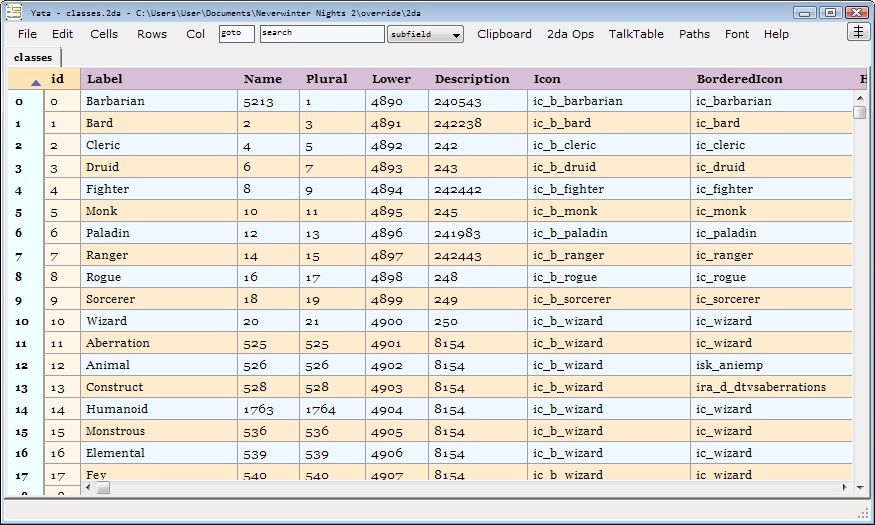 Yata - classes.2da - C:\Users\User\Documents\Neverwinter Nights 2\override\2da
File Edit Cells Rows Col goto search subfield Clipboard 2da Ops TalkTable Paths Font Help
classes
id Label Name Plural Lower Description Icon BorderedIcon H
0 0 Barbarian 5213 1 4890 240543 ic_b_barbarian ic_barbarian
1 1 Bard 2 3 4891 242238 ic_b_bard ic_bard
2 2 Cleric 4 5 4892 242 ic_b_cleric ic_cleric
3 3 Druid 6 7 4893 243 ic_b_druid ic_druid
4 4 Fighter 8 9 4894 242442 ic_b_fighter ic_fighter
5 5 Monk 10 11 4895 245 ic_b_monk ic_monk
6 6 Paladin 12 13 4896 241983 ic_b_paladin ic_paladin
7 7 Ranger 14 15 4897 242443 ic_b_ranger ic_ranger
8 8 Rogue 16 17 4898 248 ic_b_rogue ic_rogue
9 9 Sorcerer 18 19 4899 249 ic_b_sorcerer ic_sorcerer
10 10 Wizard 20 21 4900 250 ic_b_wizard ic_wizard
11 11 Aberration 525 525 4901 8154 ic_b_wizard ic_wizard
12 12 Animal 526 526 4902 8154 ic_b_wizard isk_aniemp
13 13 Construct 528 528 4903 8154 ic_b_wizard ira_d_dtvsaberrations
14 14 Humanoid 1763 1764 4904 8154 ic_b_wizard ic_wizard
15 15 Monstrous 536 536 4905 8154 ic_b_wizard ic_wizard
16 16 Elemental 539 539 4906 8154 ic_b_wizard ic_wizard
17 17 Fey 540 540 4907 8154 ic_b_wizard ic_wizard